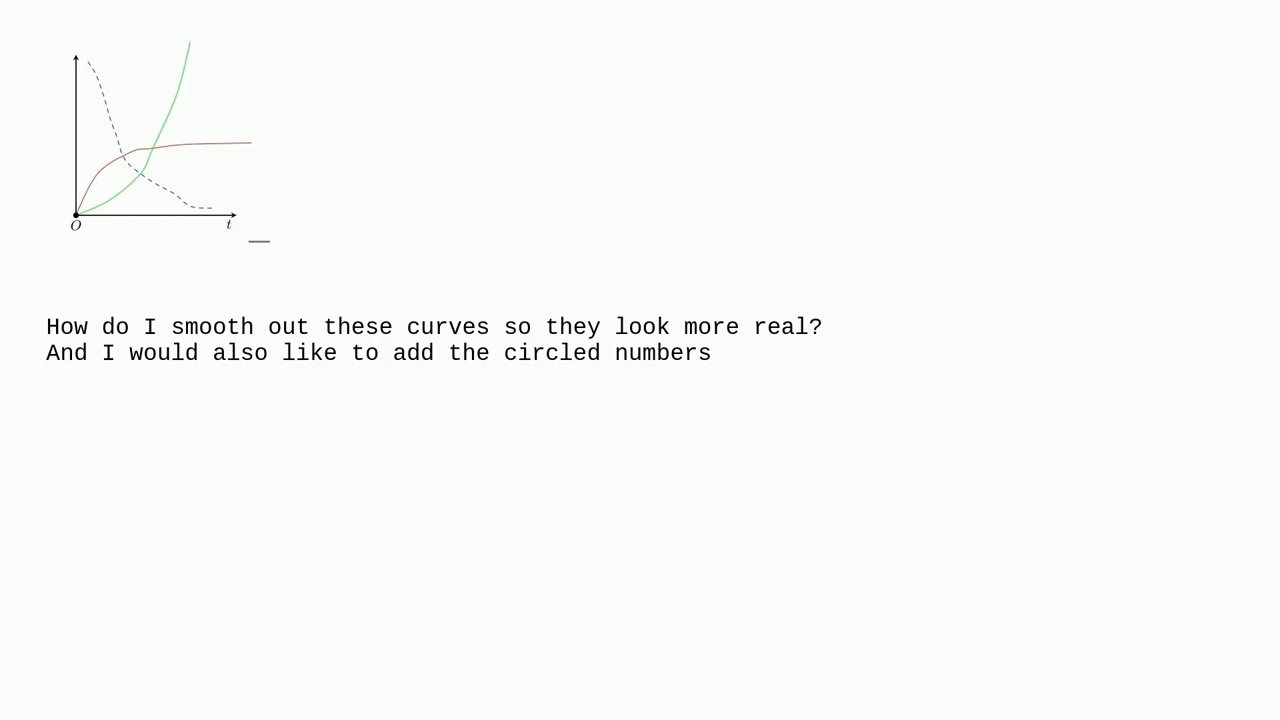 O
t
How do I smooth out these curves so they look more real?
And I would also like to add the circled numbers